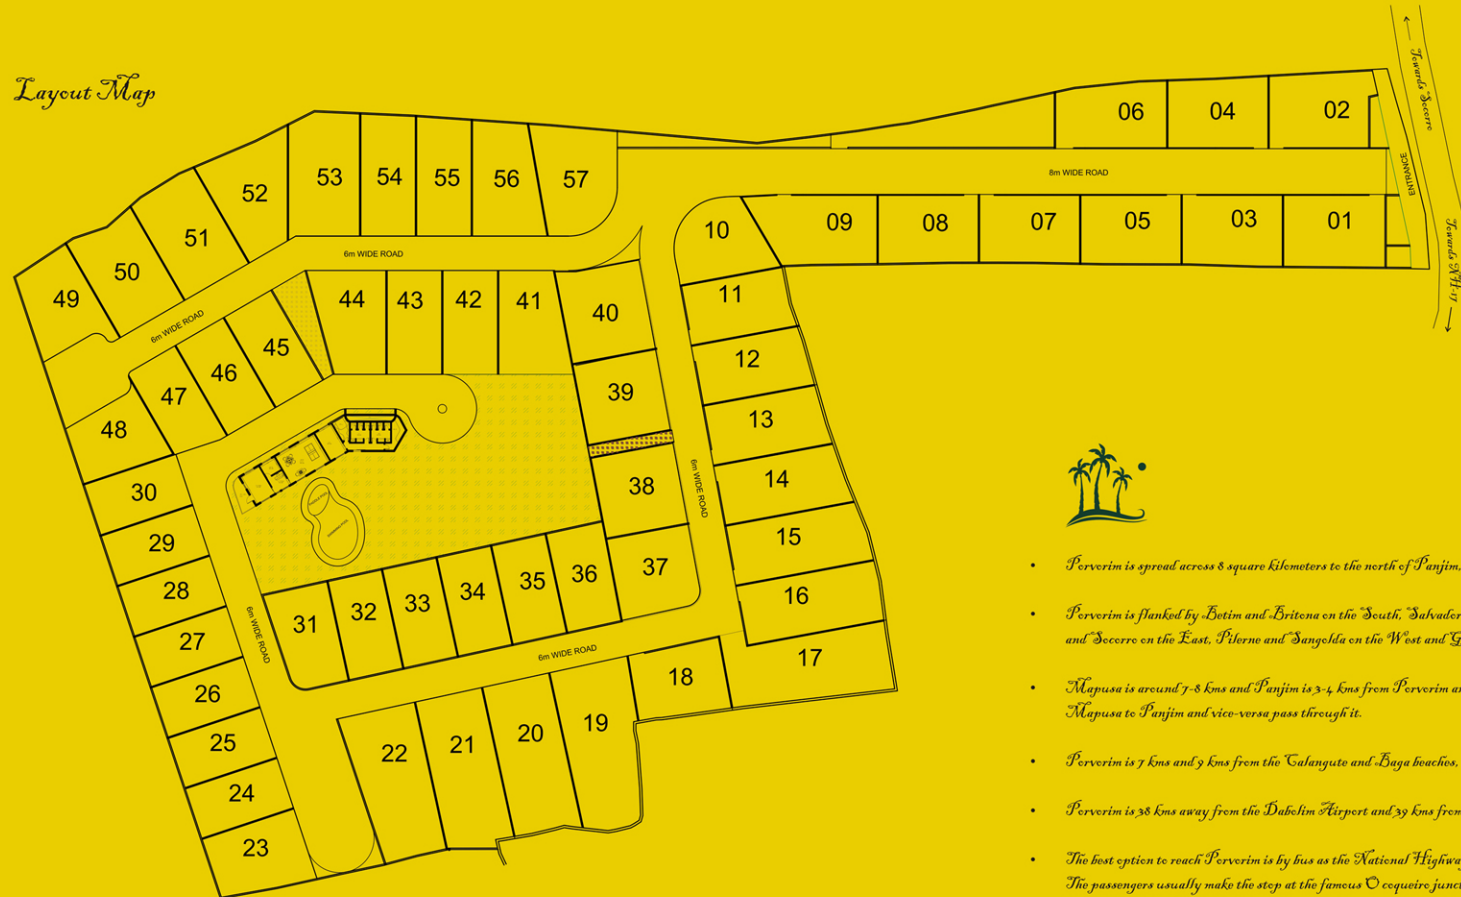 Layout Map
Towards Socorro
ENTRANCE
Towards NH-17
06
04
02
8m WIDE ROAD
09
08
07
05
03
01
53
54
55
56
57
52
51
50
49
10
6m WIDE ROAD
6m WIDE ROAD
44
43
42
41
40
11
45
46
47
48
39
12
13
38
14
6m WIDE ROAD
30
29
28
27
26
25
24
23
SWIMMING POOL
15
37
36
35
34
33
32
31
16
6m WIDE ROAD
6m WIDE ROAD
17
18
19
20
21
22
• Porvorim is spread across 8 square kilometers to the north of Panjim,
• Porvorim is flanked by Betim and Britona on the South, Salvador
and Socorro on the East, Pilerne and Sangolda on the West and
• Mapusa is around 7-8 kms and Panjim is 3-4 kms from Porvorim
Mapusa to Panjim and vice-versa pass through it.
• Porvorim is 7 kms and 9 kms from the Calangute and Baga beaches,
• Porvorim is 38 kms away from the Dabolim Airport and 39 kms from
• The best option to reach Porvorim is by bus as the National
The passengers usually make the stop at the famous O coqueiro